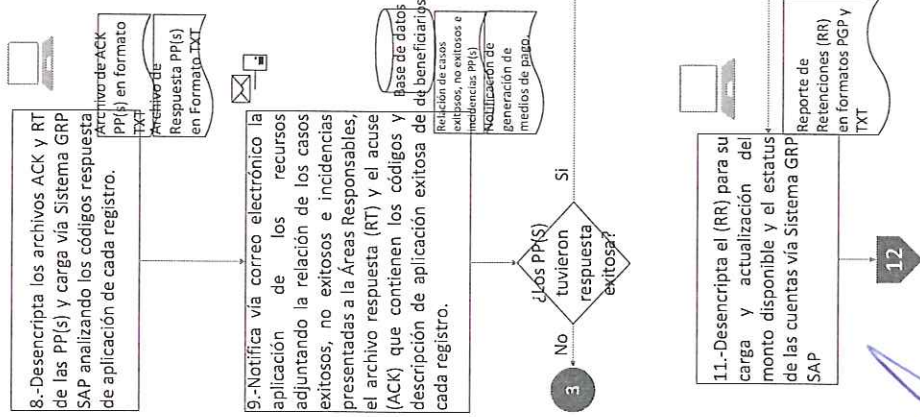 8.-Desencripta los archivos ACK y RT
de las PP(s) y carga vía Sistema GRP
SAP analizando los códigos respuesta
de aplicación de cada registro.
Archivo de ACK
PP(s) en formato
TXT
Archivo de
Respuesta PP(s)
en Formato TXT
9.-Notifica vía correo electrónico la
aplicación de los recursos
adjuntando la relación de los casos
exitosos, no exitosos e incidencias
presentadas a la Áreas Responsables,
el archivo respuesta (RT) y el acuse
(ACK) que contienen los códigos y
descripción de aplicación exitosa de
cada registro.
Base de datos
de beneficiarios
Relación de casos
exitosos, no exitosos e
incidencias PP(s)
Notificación de
generación de
medios de pago.
¿Los PP(S)
tuvieron
respuesta
exitosa?
No
Si
3
11.-Desencripta el (RR) para su
carga y actualización del
monto disponible y el estatus
de las cuentas vía Sistema GRP
SAP
Reporte de
Retenciones (RR)
en formatos PGP y
TXT
12